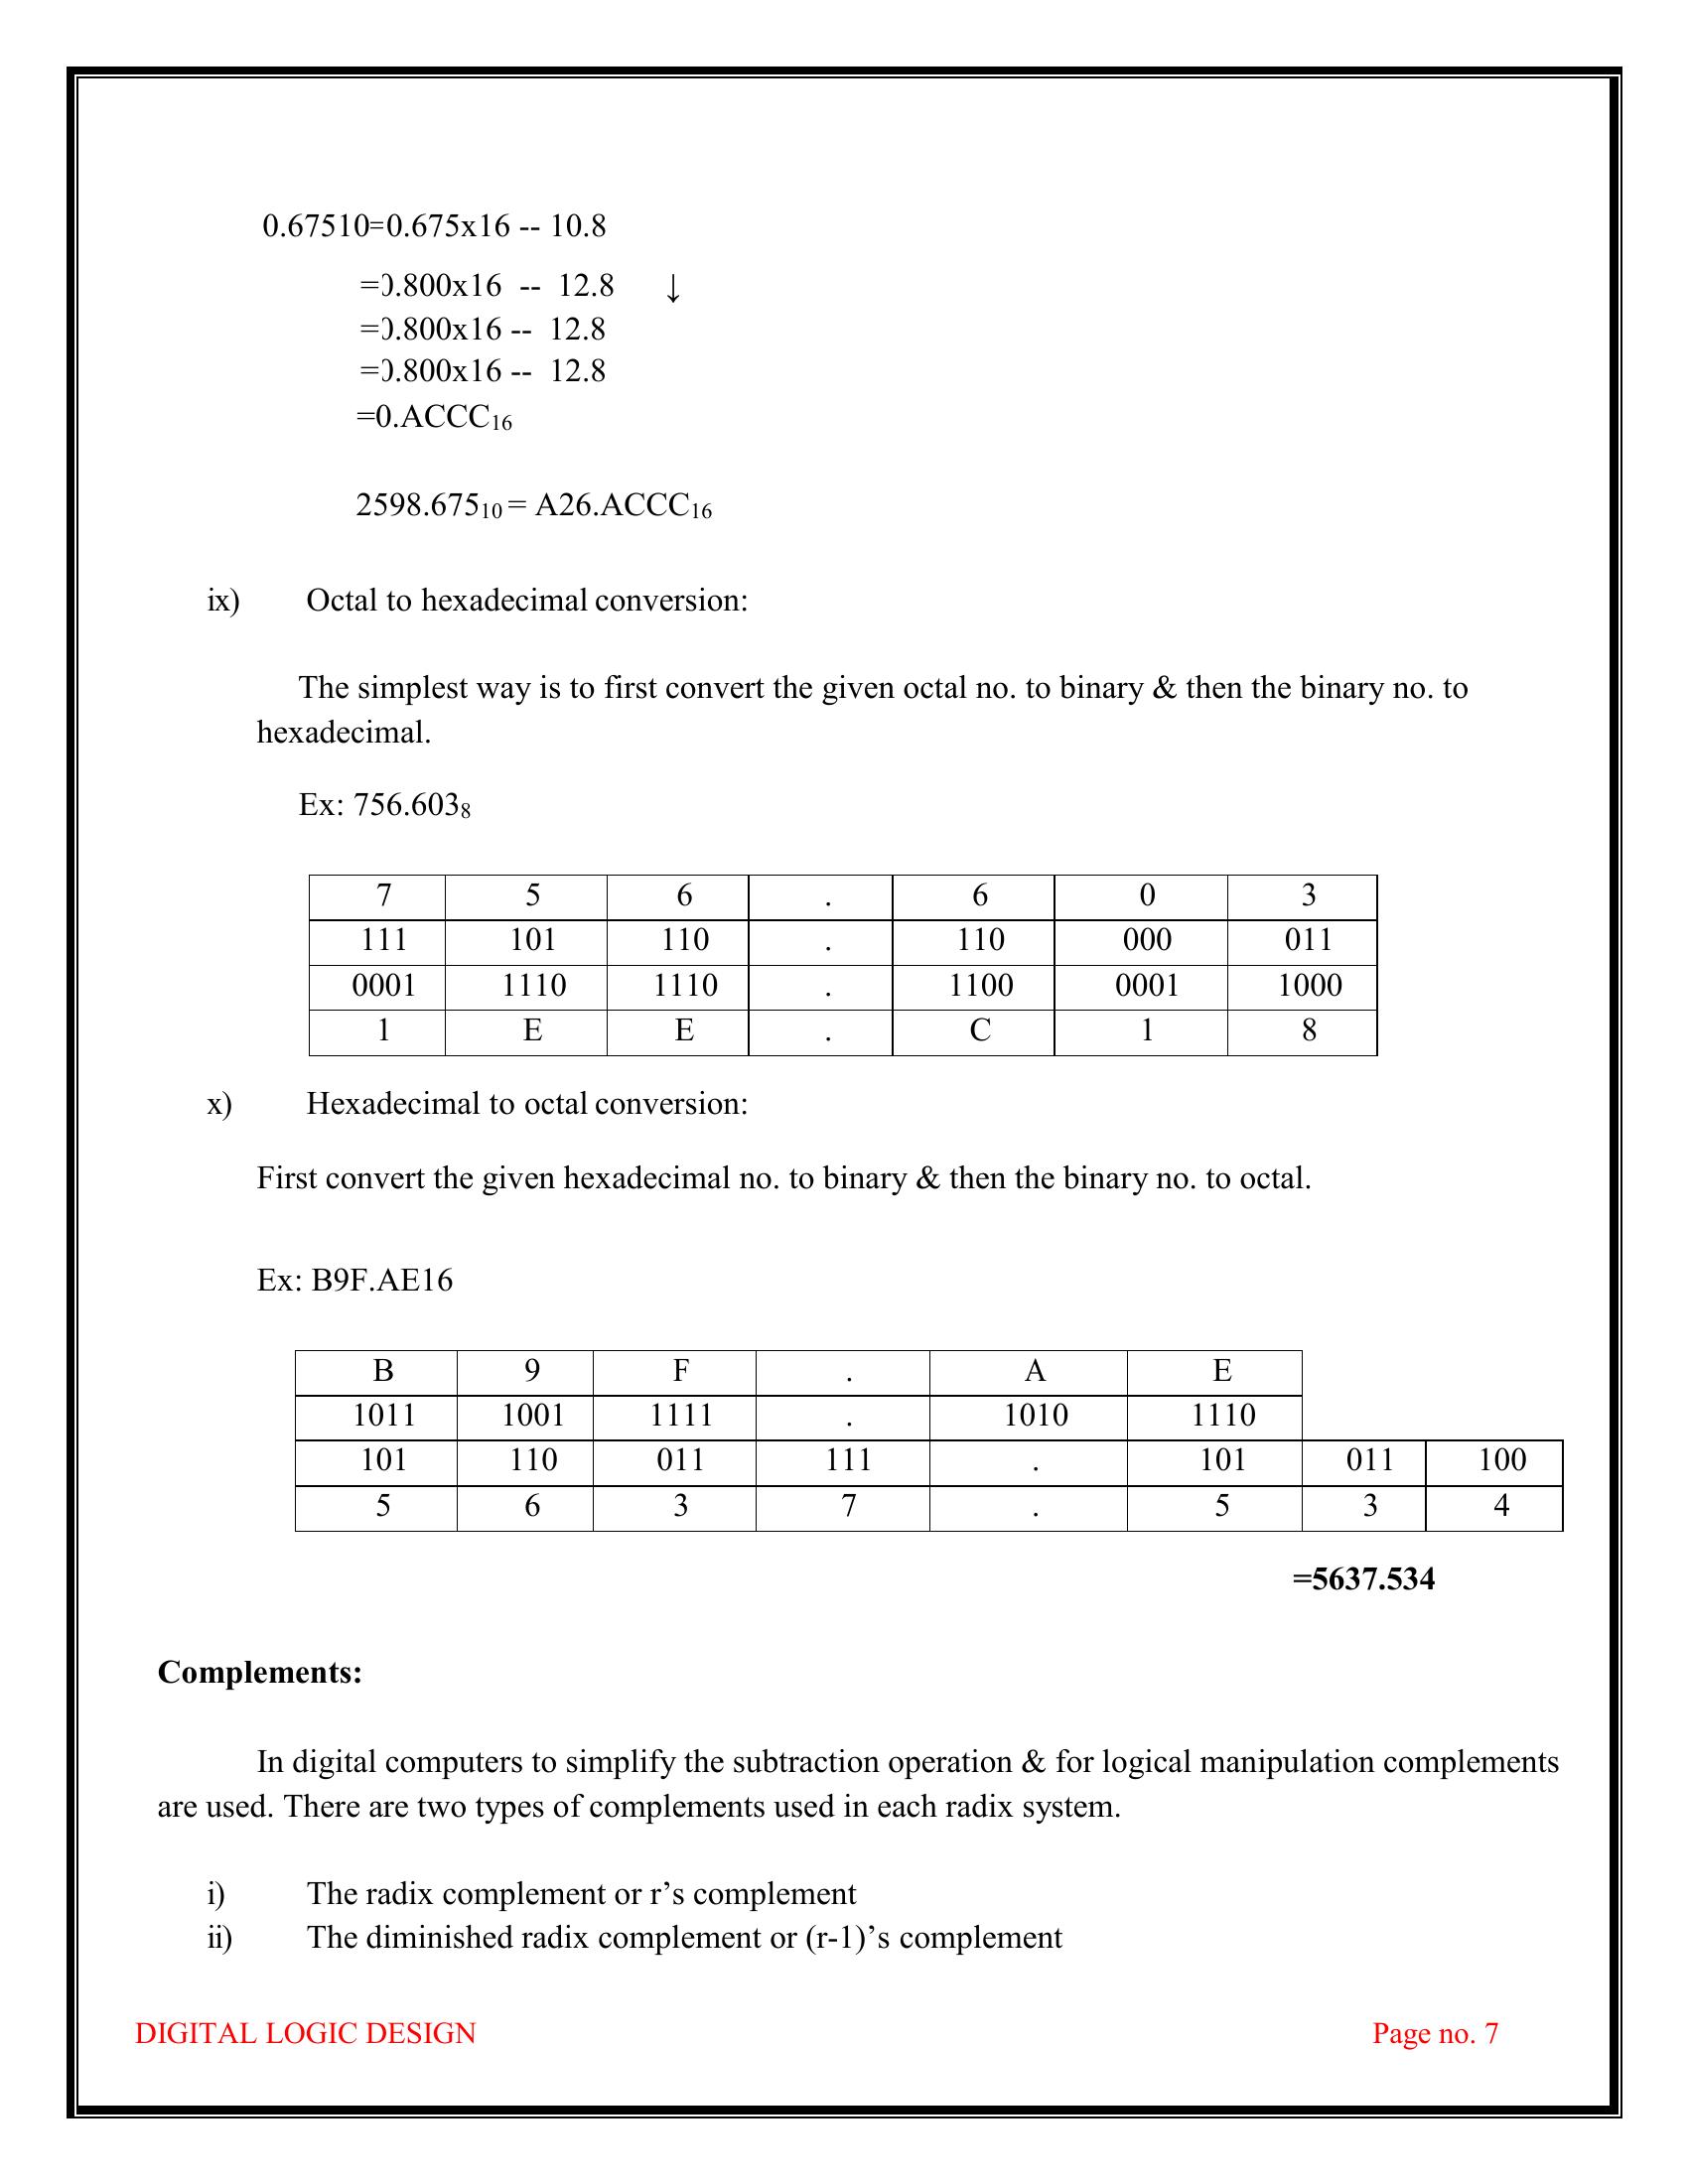 0.67510=0.675x16 -- 10.8
=0.800x16 -- 12.8 ↓
=0.800x16 -- 12.8
=0.800x16 -- 12.8
=0.ACCC16
2598.67510 = A26.ACCC16
ix) Octal to hexadecimal conversion:
The simplest way is to first convert the given octal no. to binary & then the binary no. to
hexadecimal.
Ex: 756.6038
7 5 6 . 6 0 3
111 101 110 . 110 000 011
0001 1110 1110 . 1100 0001 1000
1 E E . C 1 8
x) Hexadecimal to octal conversion:
First convert the given hexadecimal no. to binary & then the binary no. to octal.
Ex: B9F.AE16
B 9 F . A E
1011 1001 1111 . 1010 1110
101 110 011 111 . 101 011 100
5 6 3 7 . 5 3 4
=5637.534
Complements:
In digital computers to simplify the subtraction operation & for logical manipulation complements
are used. There are two types of complements used in each radix system.
i) The radix complement or r’s complement
ii) The diminished radix complement or (r-1)’s complement
DIGITAL LOGIC DESIGN Page no. 7